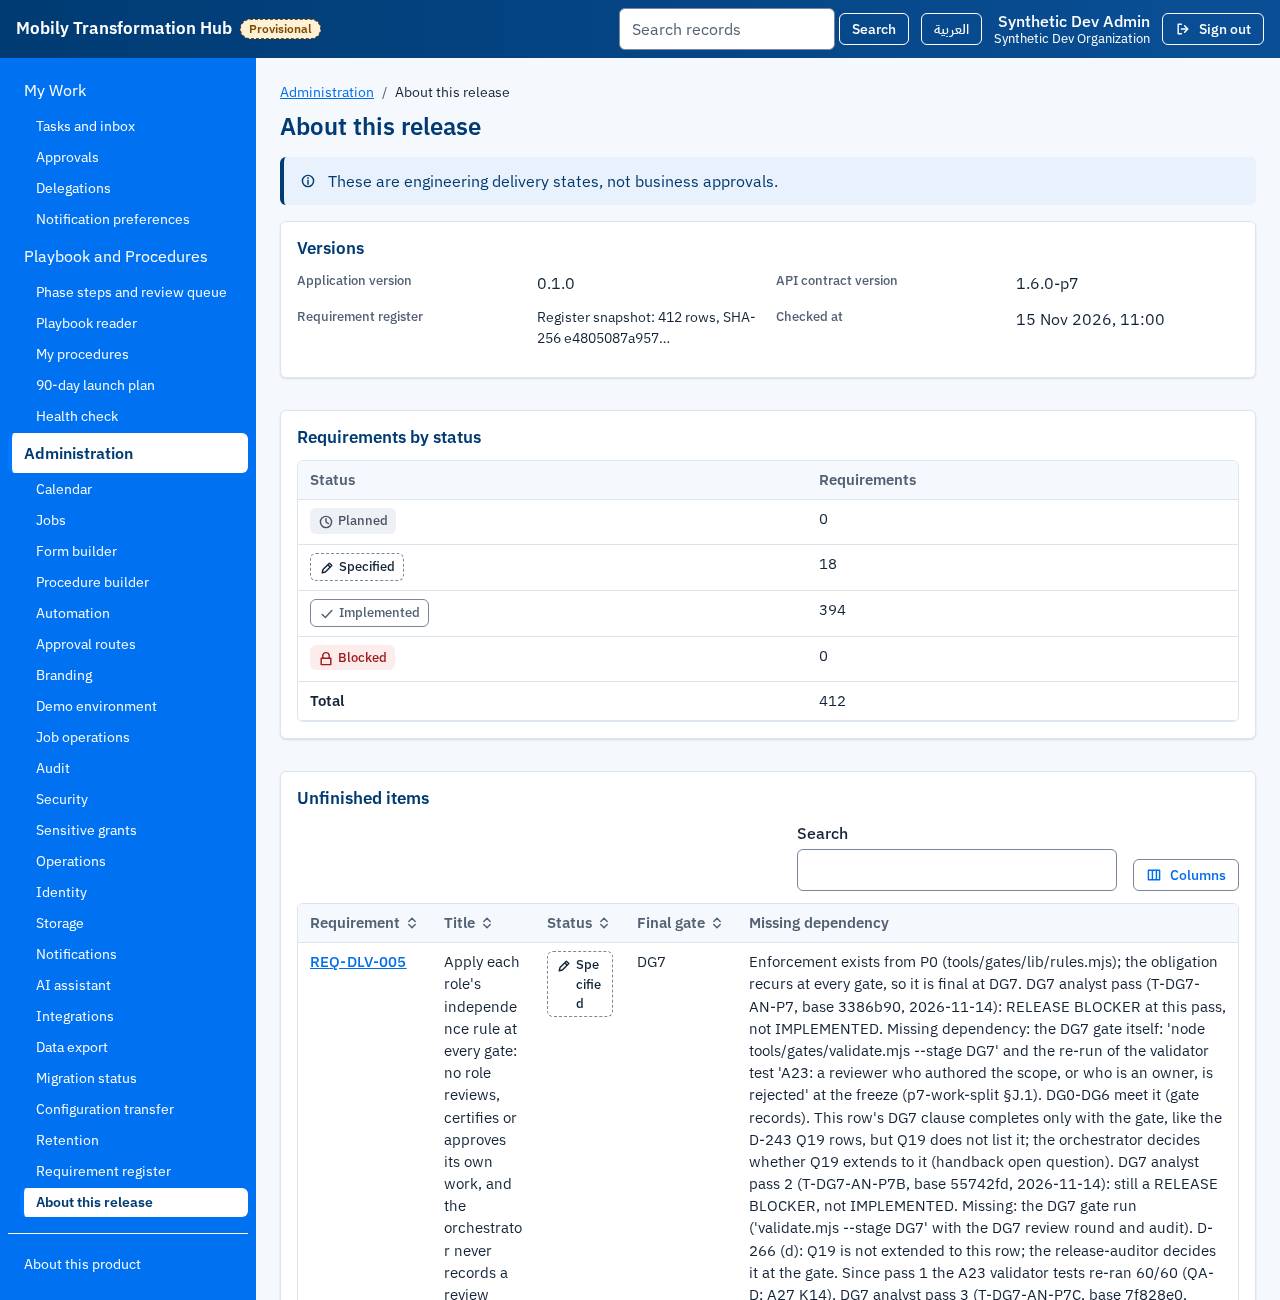 Mobily Transformation Hub
Provisional
Search records
Search
العربية
Synthetic Dev Admin
Synthetic Dev Organization
Sign out
My Work
Tasks and inbox
Approvals
Delegations
Notification preferences
Playbook and Procedures
Phase steps and review queue
Playbook reader
My procedures
90-day launch plan
Health check
Administration
Calendar
Jobs
Form builder
Procedure builder
Automation
Approval routes
Branding
Demo environment
Job operations
Audit
Security
Sensitive grants
Operations
Identity
Storage
Notifications
AI assistant
Integrations
Data export
Migration status
Configuration transfer
Retention
Requirement register
About this release
About this product
Administration / About this release
About this release
These are engineering delivery states, not business approvals.
Versions
Application version
0.1.0
API contract version
1.6.0-p7
Requirement register
Register snapshot: 412 rows, SHA-
256 e4805087a957…
Checked at
15 Nov 2026, 11:00
Requirements by status
Status Requirements
Planned 0
Specified 18
Implemented 394
Blocked 0
Total 412
Unfinished items
Search
Columns
Requirement Title Status Final gate Missing dependency
REQ-DLV-005
Apply each
role's
independe
nce rule at
every gate:
no role
reviews,
certifies or
approves
its own
work, and
the
orchestrato
r never
records a
review
Spe
cifie
d
DG7
Enforcement exists from P0 (tools/gates/lib/rules.mjs); the obligation
recurs at every gate, so it is final at DG7. DG7 analyst pass (T-DG7-
AN-P7, base 3386b90, 2026-11-14): RELEASE BLOCKER at this pass,
not IMPLEMENTED. Missing dependency: the DG7 gate itself: 'node
tools/gates/validate.mjs --stage DG7' and the re-run of the validator
test 'A23: a reviewer who authored the scope, or who is an owner, is
rejected' at the freeze (p7-work-split §J.1). DG0-DG6 meet it (gate
records). This row's DG7 clause completes only with the gate, like the
D-243 Q19 rows, but Q19 does not list it; the orchestrator decides
whether Q19 extends to it (handback open question). DG7 analyst
pass 2 (T-DG7-AN-P7B, base 55742fd, 2026-11-14): still a RELEASE
BLOCKER, not IMPLEMENTED. Missing: the DG7 gate run
('validate.mjs --stage DG7' with the DG7 review round and audit). D-
266 (d): Q19 is not extended to this row; the release-auditor decides
it at the gate. Since pass 1 the A23 validator tests re-ran 60/60 (QA-
D; A27 K14). DG7 analyst pass 3 (T-DG7-AN-P7C, base 7f828e0,